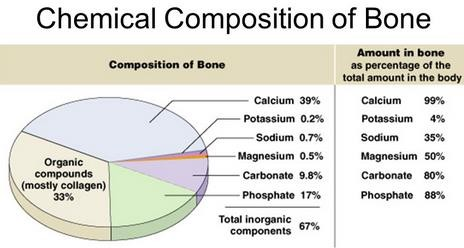 Chemical Composition of Bone
Composition of Bone
Amount in bone
as percentage of the
total amount in the body
Organic
compounds
(mostly collagen)
33%
Calcium 39%
Potassium 0.2%
Sodium 0.7%
Magnesium 0.5%
Carbonate 9.8%
Phosphate 17%
Total inorganic
components 67%
Calcium 99%
Potassium 4%
Sodium 35%
Magnesium 50%
Carbonate 80%
Phosphate 88%